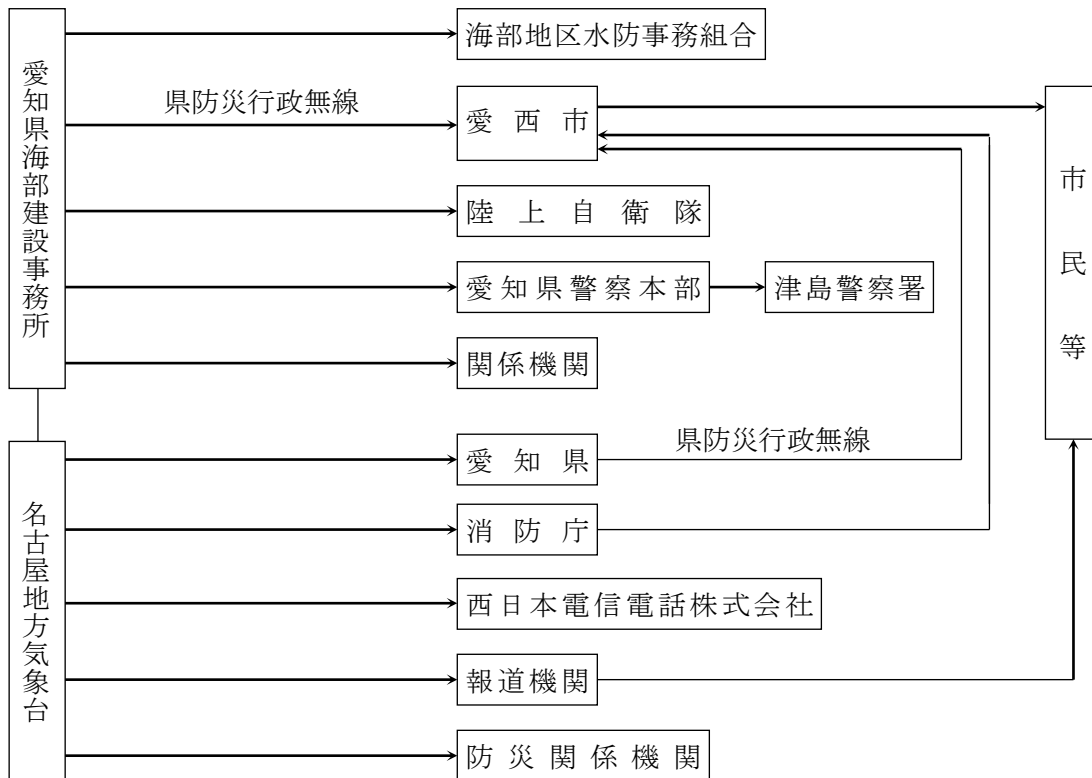 愛知県海部建設事務所
海部地区水防事務組合
県防災行政無線
愛西市
市民等
陸上自衛隊
愛知県警察本部
津島警察署
関係機関
名古屋地方気象台
愛知県
県防災行政無線
消防庁
西日本電信電話株式会社
報道機関
防災関係機関